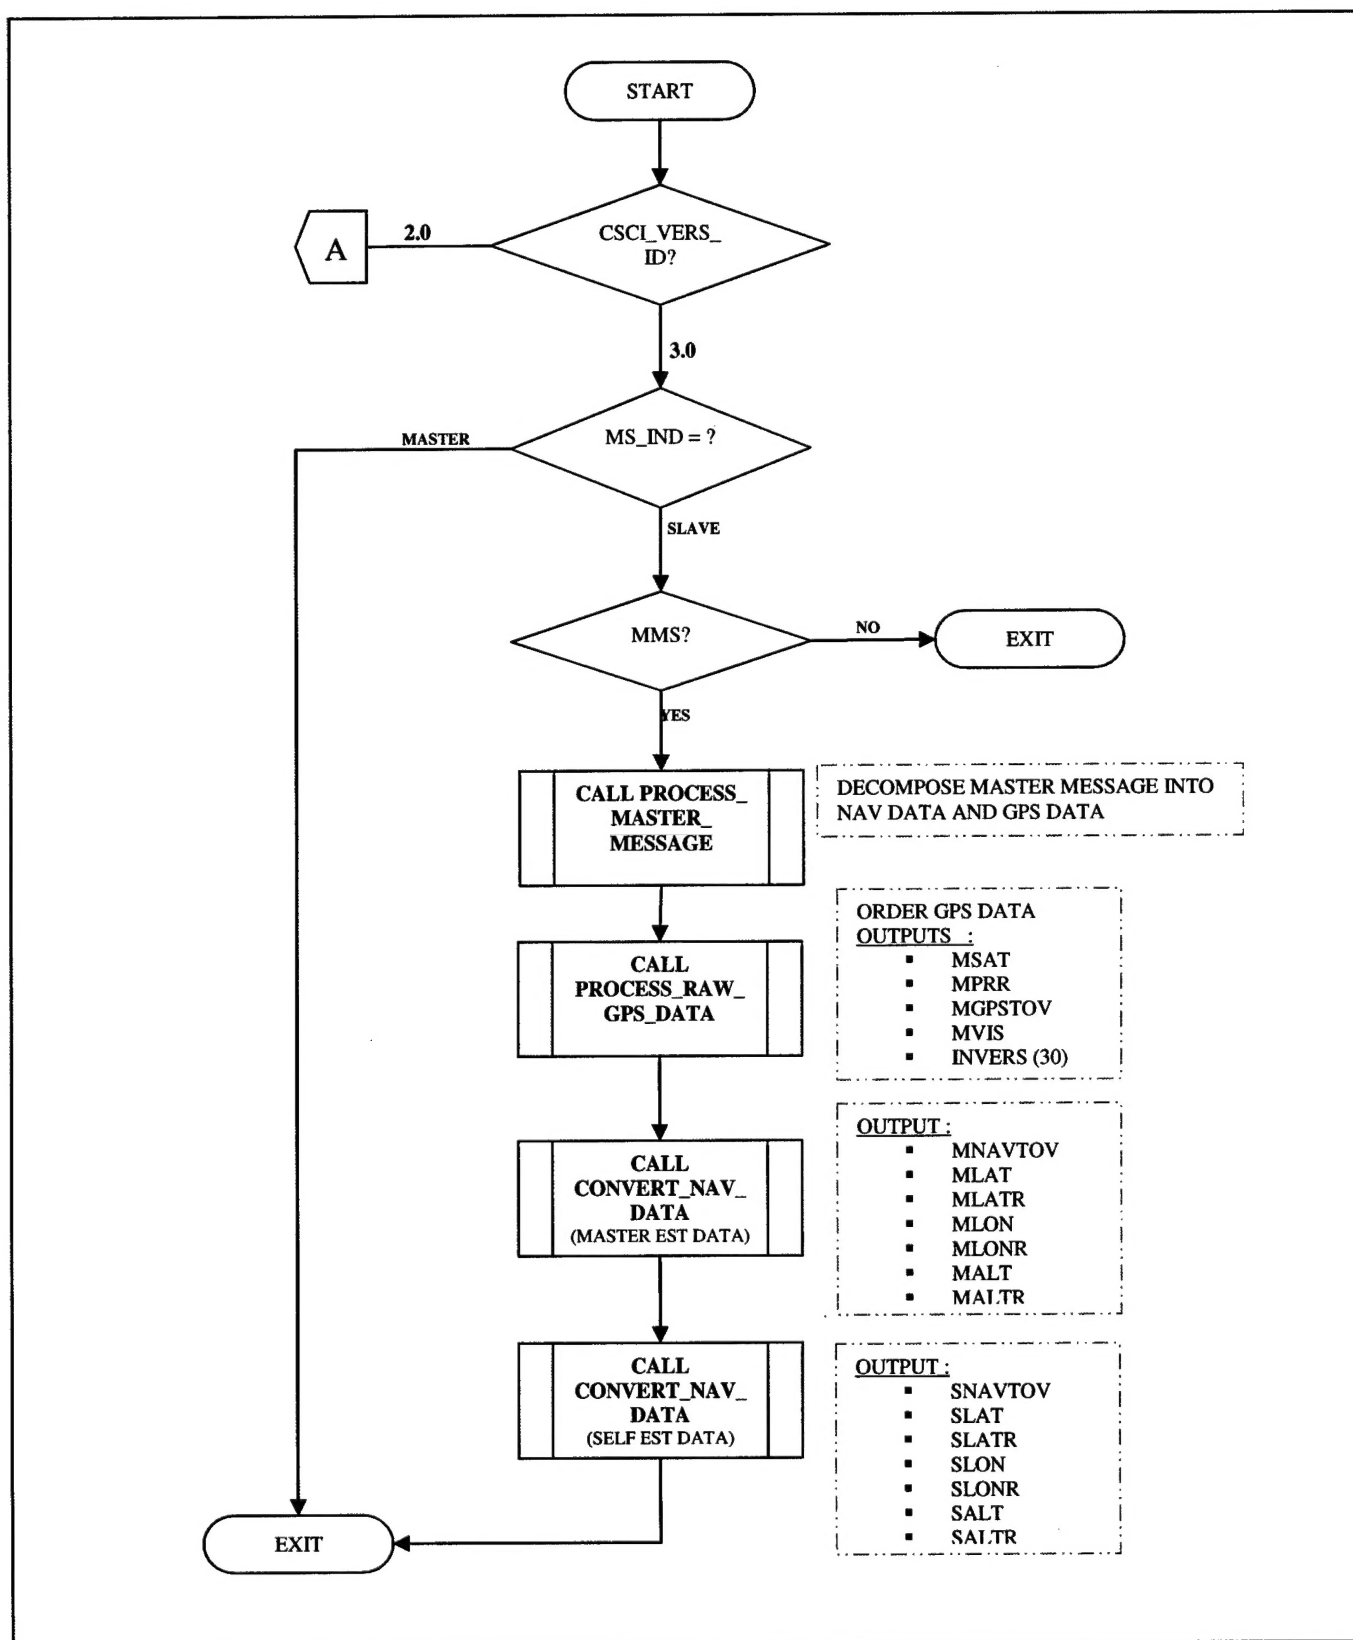 START
CSCI_VERS_
ID?
2.0
A
3.0
MS_IND = ?
MASTER
SLAVE
MMS?
NO
EXIT
YES
CALL PROCESS_
MASTER_
MESSAGE
DECOMPOSE MASTER MESSAGE INTO
NAV DATA AND GPS DATA
CALL
PROCESS_RAW_
GPS_DATA
ORDER GPS DATA
OUTPUTS :
▪ MSAT
▪ MPRR
▪ MGPSTOV
▪ MVIS
▪ INVERS (30)
CALL
CONVERT_NAV_
DATA
(MASTER EST DATA)
OUTPUT :
▪ MNAVTOV
▪ MLAT
▪ MLATR
▪ MLON
▪ MLONR
▪ MALT
▪ MALTR
CALL
CONVERT_NAV_
DATA
(SELF EST DATA)
OUTPUT :
▪ SNAVTOV
▪ SLAT
▪ SLATR
▪ SLON
▪ SLONR
▪ SALT
▪ SALTR
EXIT